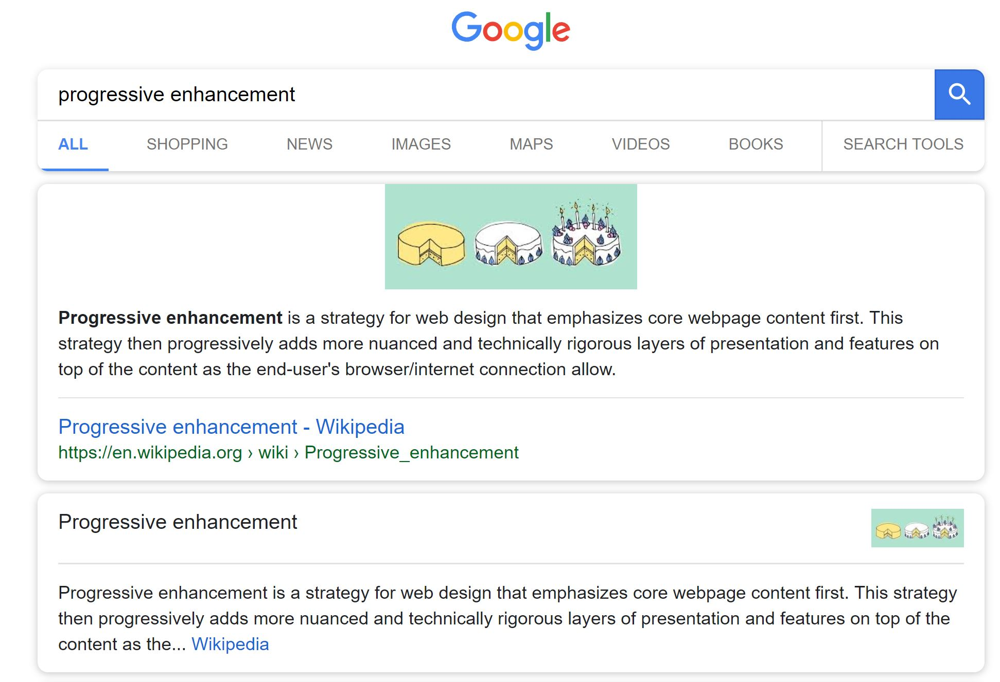 Google
progressive enhancement
ALL SHOPPING NEWS IMAGES MAPS VIDEOS BOOKS SEARCH TOOLS
Progressive enhancement is a strategy for web design that emphasizes core webpage content first. This
strategy then progressively adds more nuanced and technically rigorous layers of presentation and features on
top of the content as the end-user's browser/internet connection allow.
Progressive enhancement - Wikipedia
https://en.wikipedia.org › wiki › Progressive_enhancement
Progressive enhancement
Progressive enhancement is a strategy for web design that emphasizes core webpage content first. This strategy
then progressively adds more nuanced and technically rigorous layers of presentation and features on top of the
content as the... Wikipedia